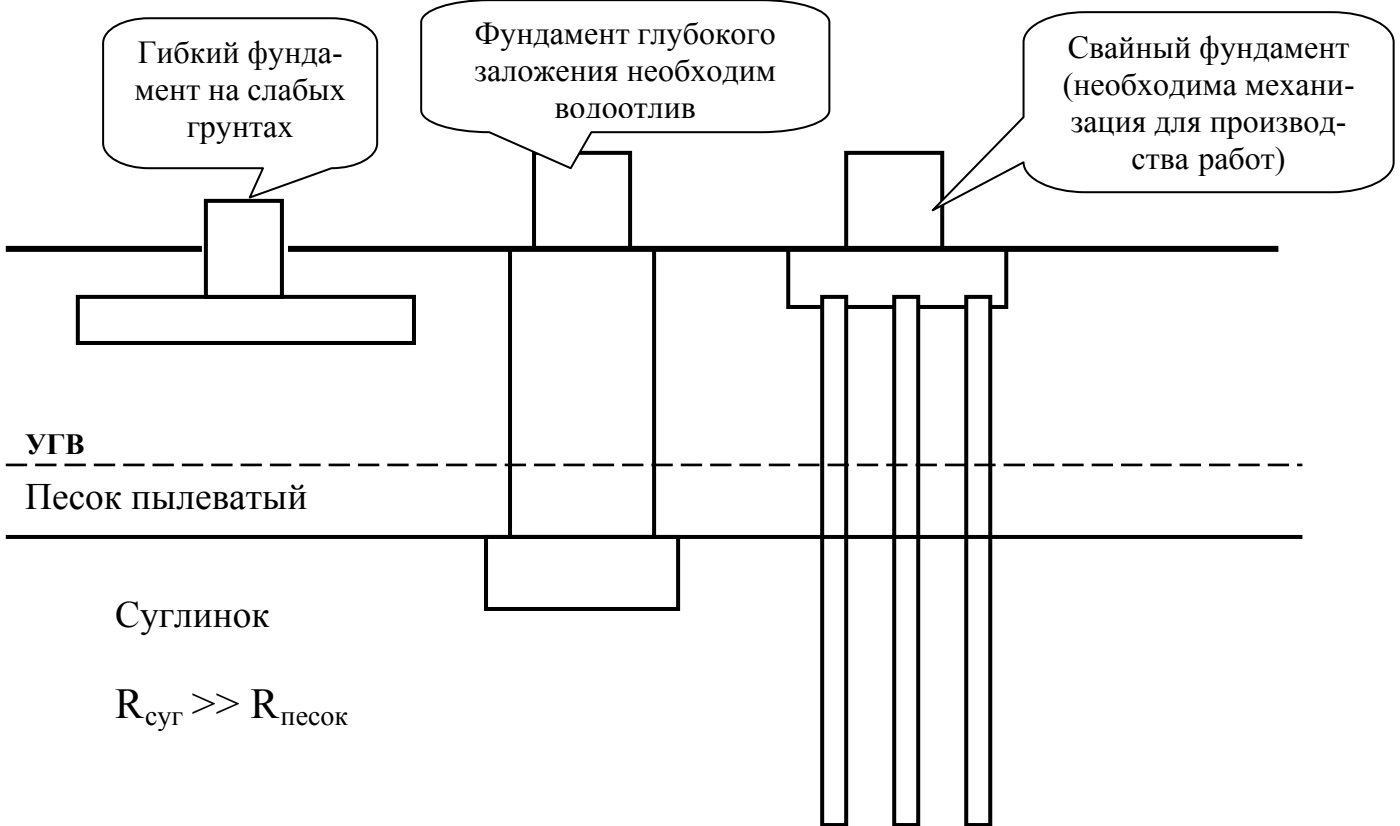 Гибкий фунда-
мент на слабых
грунтах
Фундамент глубокого
заложения необходим
водоотлив
Свайный фундамент
(необходима механи-
зация для производ-
ства работ)
УГВ
Песок пылеватый
Суглинок
Rсуг >> Rпесок